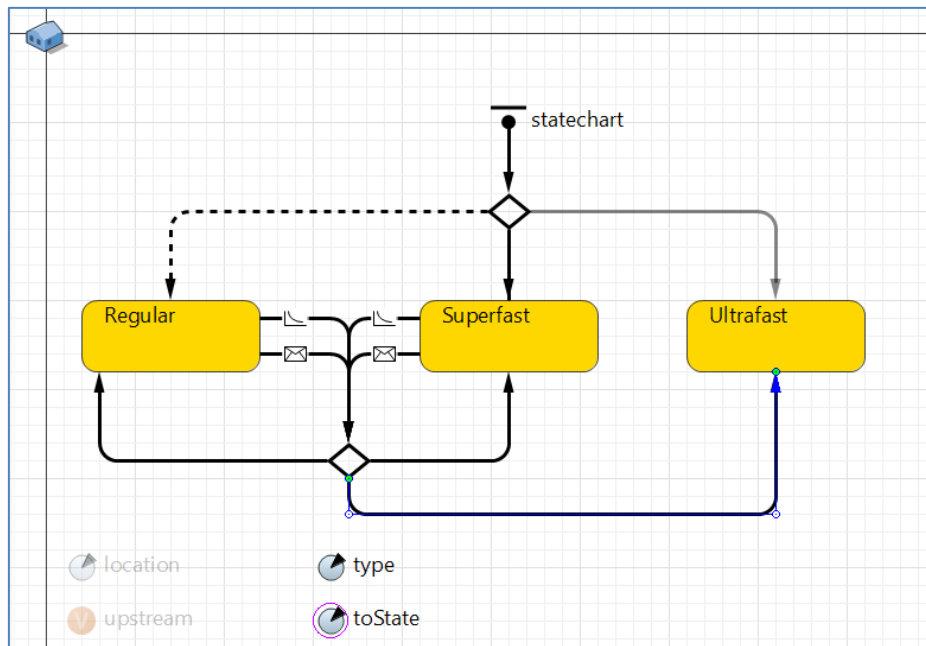 statechart
Regular
Superfast
Ultrafast
location
type
V
upstream
toState